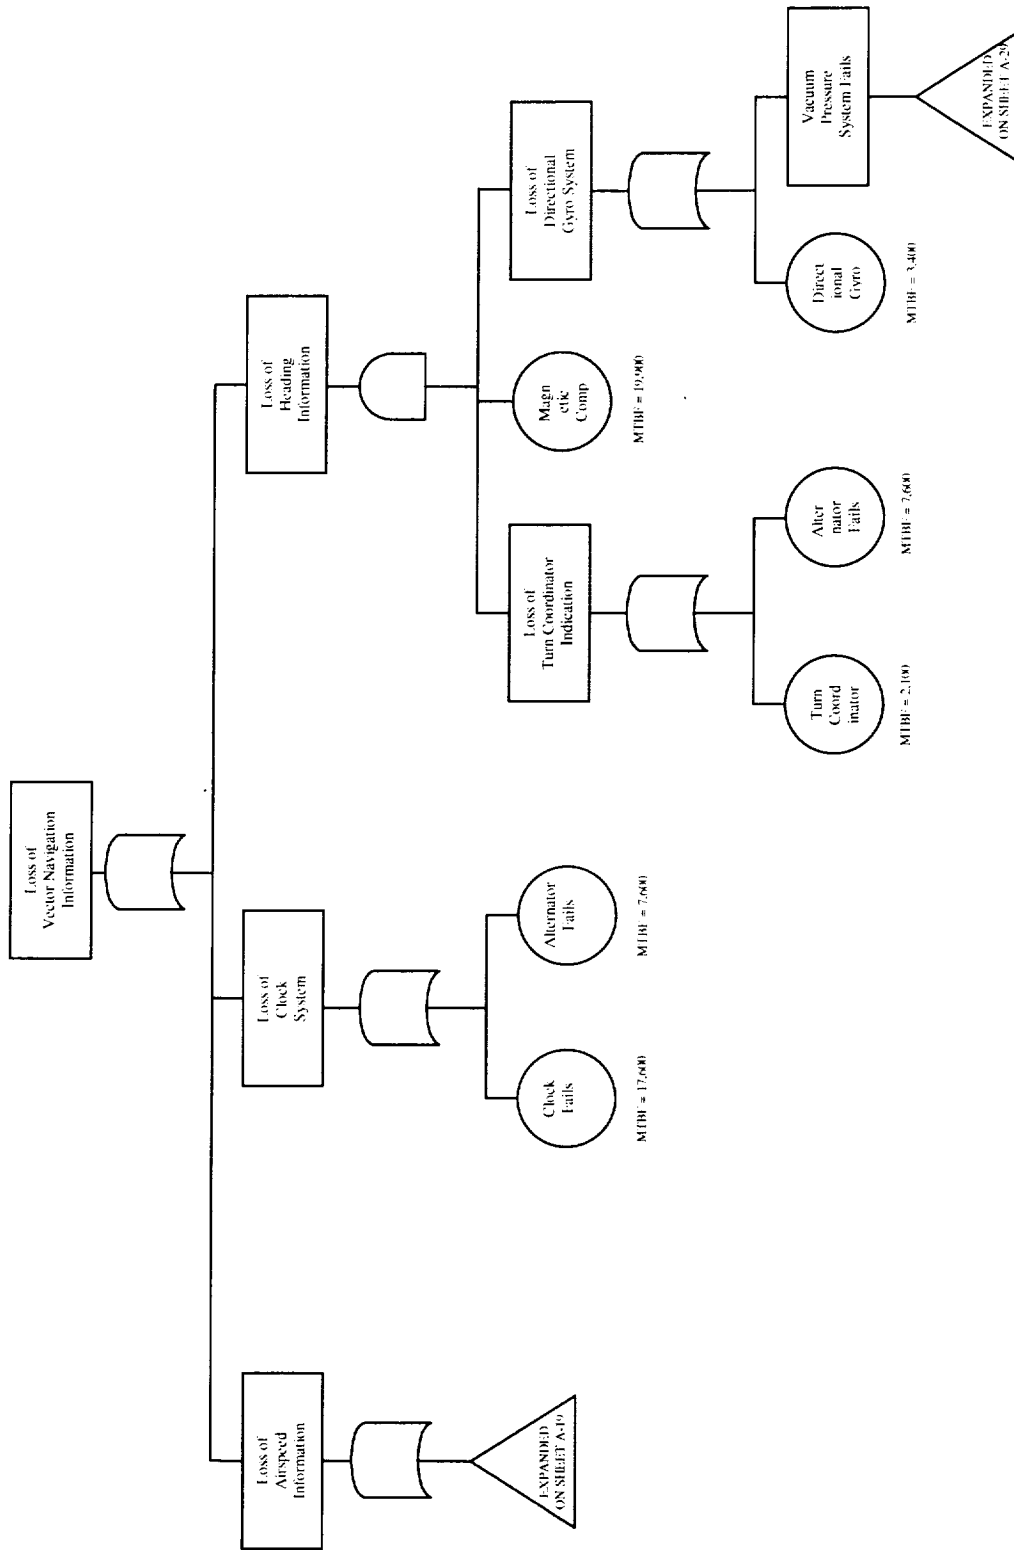 Loss of
Vector Navigation
Information
Loss of
Airspeed
Information
EXPANDED
ON SHEET A-19
Loss of
Clock
System
Clock
Fails
MTBF = 17,600
Alternator
Fails
MTBF = 7,600
Loss of
Heading
Information
Loss of
Turn Coordinator
Indication
Turn
Coord
inator
MTBF = 2,100
Alter
nator
Fails
MTBF = 7,600
Magn
etic
Comp
MTBF = 19,900
Loss of
Directional
Gyro System
Direct
ional
Gyro
MTBF = 3,400
Vacuum
Pressure
System Fails
EXPANDED
ON SHEET A-29